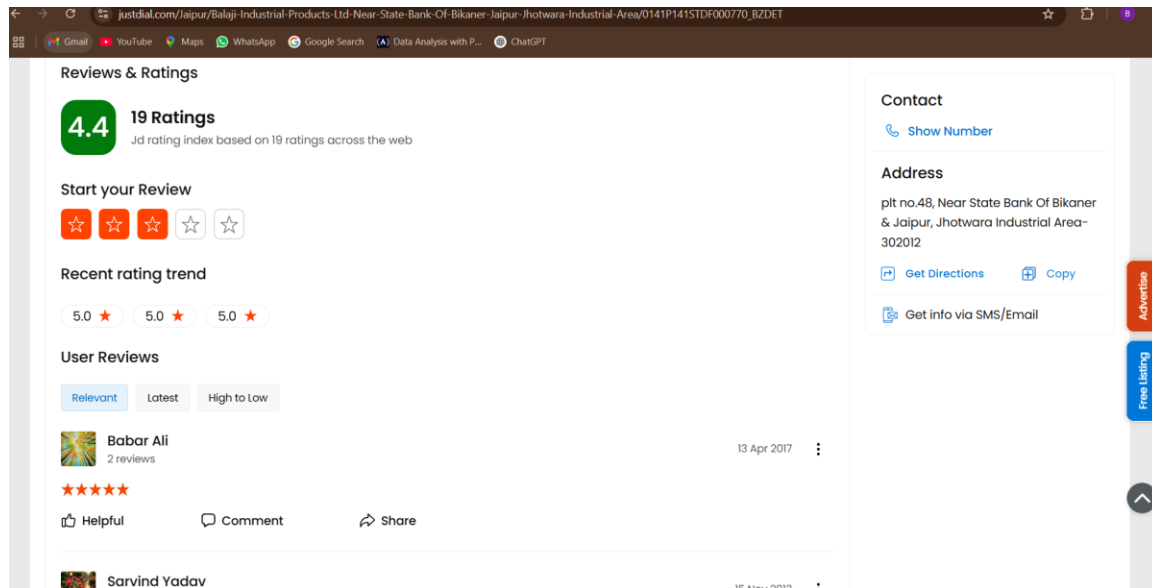 justdial.com/Jaipur/Balaji-Industrial-Products-Ltd-Near-State-Bank-Of-Bikaner-Jaipur-Jhotwara-Industrial-Area/0141P141STDF000770_BZDET
B
Gmail YouTube Maps WhatsApp Google Search Data Analysis with P... ChatGPT
Reviews & Ratings
4.4
19 Ratings
Jd rating index based on 19 ratings across the web
Start your Review
Recent rating trend
5.0 ★ 5.0 ★ 5.0 ★
User Reviews
Relevant Latest High to Low
Babar Ali
2 reviews
13 Apr 2017
★★★★★
Helpful Comment Share
Sarvind Yadav
Contact
Show Number
Address
plt no.48, Near State Bank Of Bikaner
& Jaipur, Jhotwara Industrial Area-
302012
Get Directions Copy
Get info via SMS/Email
Advertise
Free Listing